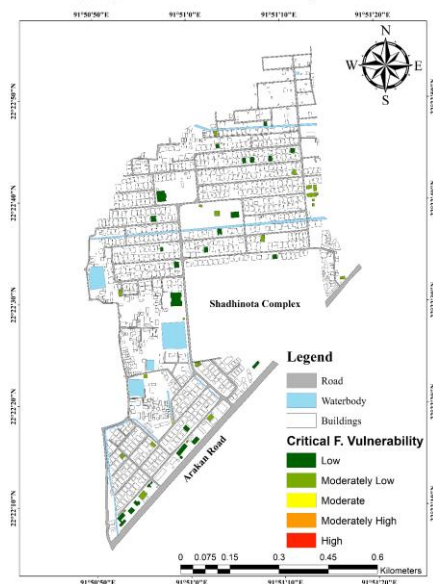 91°50'50"E 91°51'0"E 91°51'10"E 91°51'20"E
N
W E
S
22°22'50"N
22°22'40"N
22°22'30"N
Shadhinota Complex
Legend
Road
Waterbody
Buildings
22°22'20"N
Critical F. Vulnerability
Low
Moderately Low
Moderate
Moderately High
High
Arakan Road
22°22'10"N
0 0.075 0.15 0.3 0.45 0.6
Kilometers
91°50'50"E 91°51'0"E 91°51'10"E 91°51'20"E